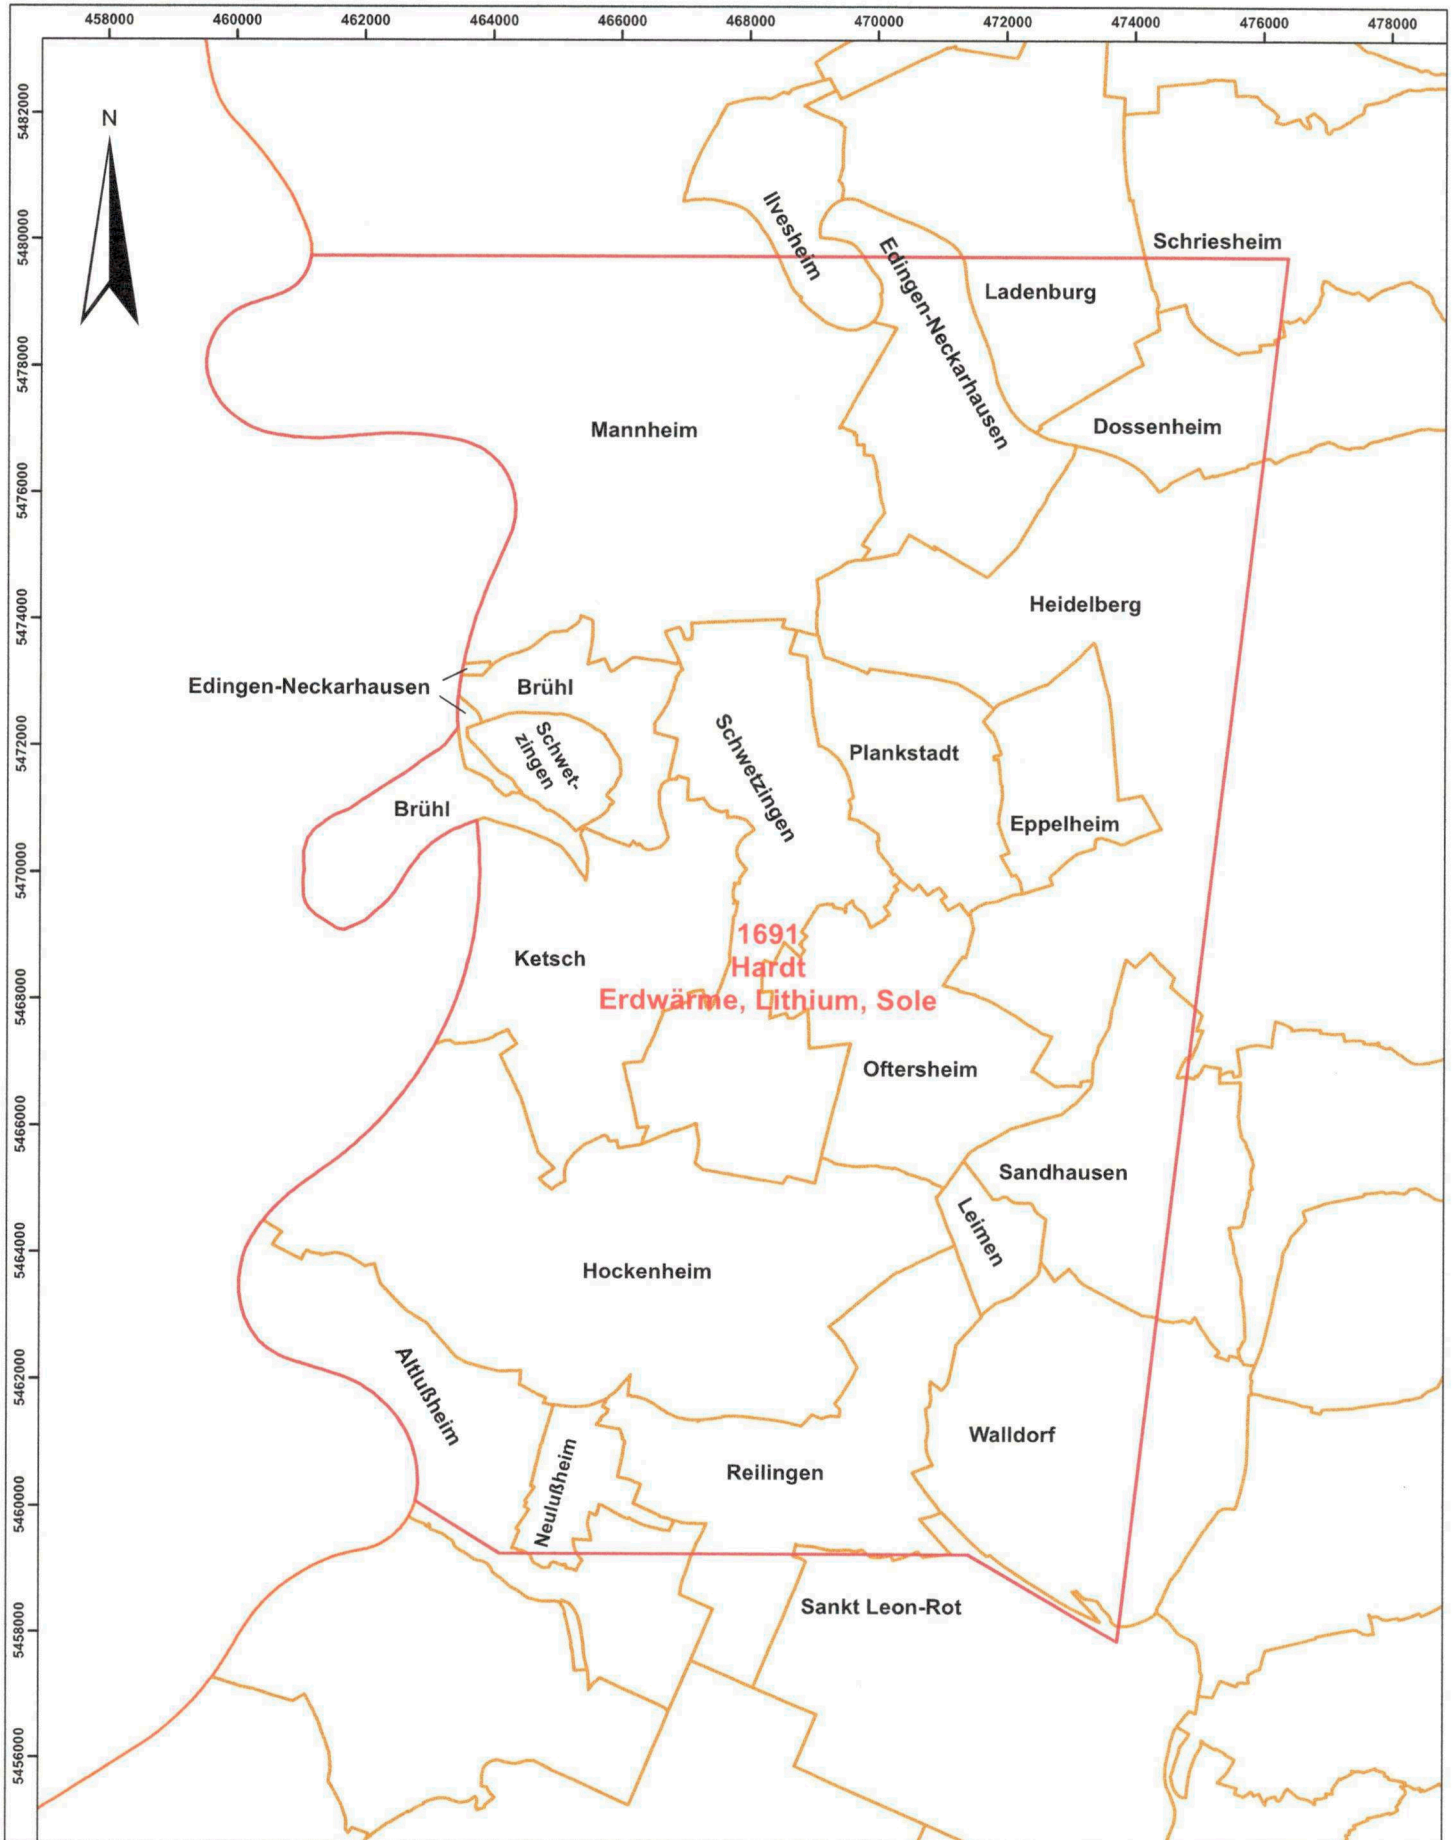 458000 460000 462000 464000 466000 468000 470000 472000 474000 476000 478000
5482000
N
Ilvesheim
5480000
Schriesheim
Edingen-Neckarhausen
Ladenburg
5478000
Mannheim
Dossenheim
5476000
5474000
Heidelberg
Edingen-Neckarhausen
Brühl
5472000
Schwet-
zingen
Schwetzingen
Plankstadt
Brühl
Eppelheim
5470000
1691
Hardt
Erdwärme, Lithium, Sole
Ketsch
5468000
Oftersheim
5466000
Sandhausen
Leimen
5464000
Hockenheim
5462000
Altlußheim
Walldorf
Neulußheim
Reilingen
5460000
Sankt Leon-Rot
5458000
5456000